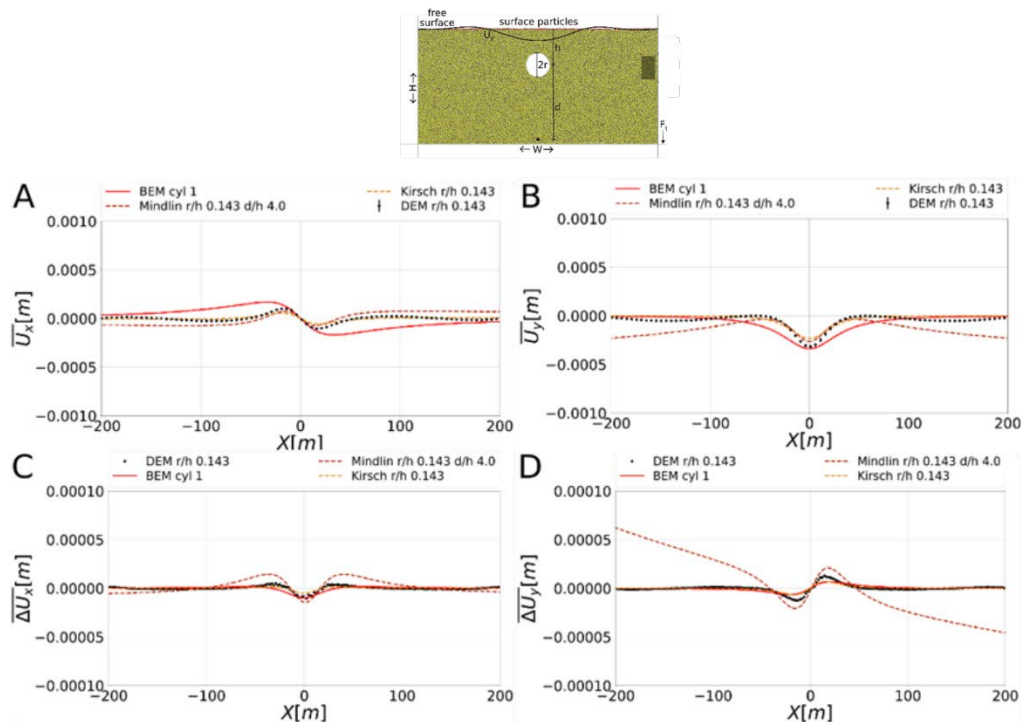 free
surface
surface particles
U_y
h
2r
H
d
W
F
A
BEM cyl 1
Mindlin r/h 0.143 d/h 4.0
Kirsch r/h 0.143
DEM r/h 0.143
0.0010
0.0005
0.0000
−0.0005
−0.0010
−200
−100
0
100
200
U_x[m]
X[m]
B
BEM cyl 1
Mindlin r/h 0.143 d/h 4.0
Kirsch r/h 0.143
DEM r/h 0.143
0.0010
0.0005
0.0000
−0.0005
−0.0010
−200
−100
0
100
200
U_y[m]
X[m]
C
DEM r/h 0.143
BEM cyl 1
Mindlin r/h 0.143 d/h 4.0
Kirsch r/h 0.143
0.00010
0.00005
0.00000
−0.00005
−0.00010
−200
−100
0
100
200
ΔU_x[m]
X[m]
D
DEM r/h 0.143
BEM cyl 1
Mindlin r/h 0.143 d/h 4.0
Kirsch r/h 0.143
0.00010
0.00005
0.00000
−0.00005
−0.00010
−200
−100
0
100
200
ΔU_y[m]
X[m]